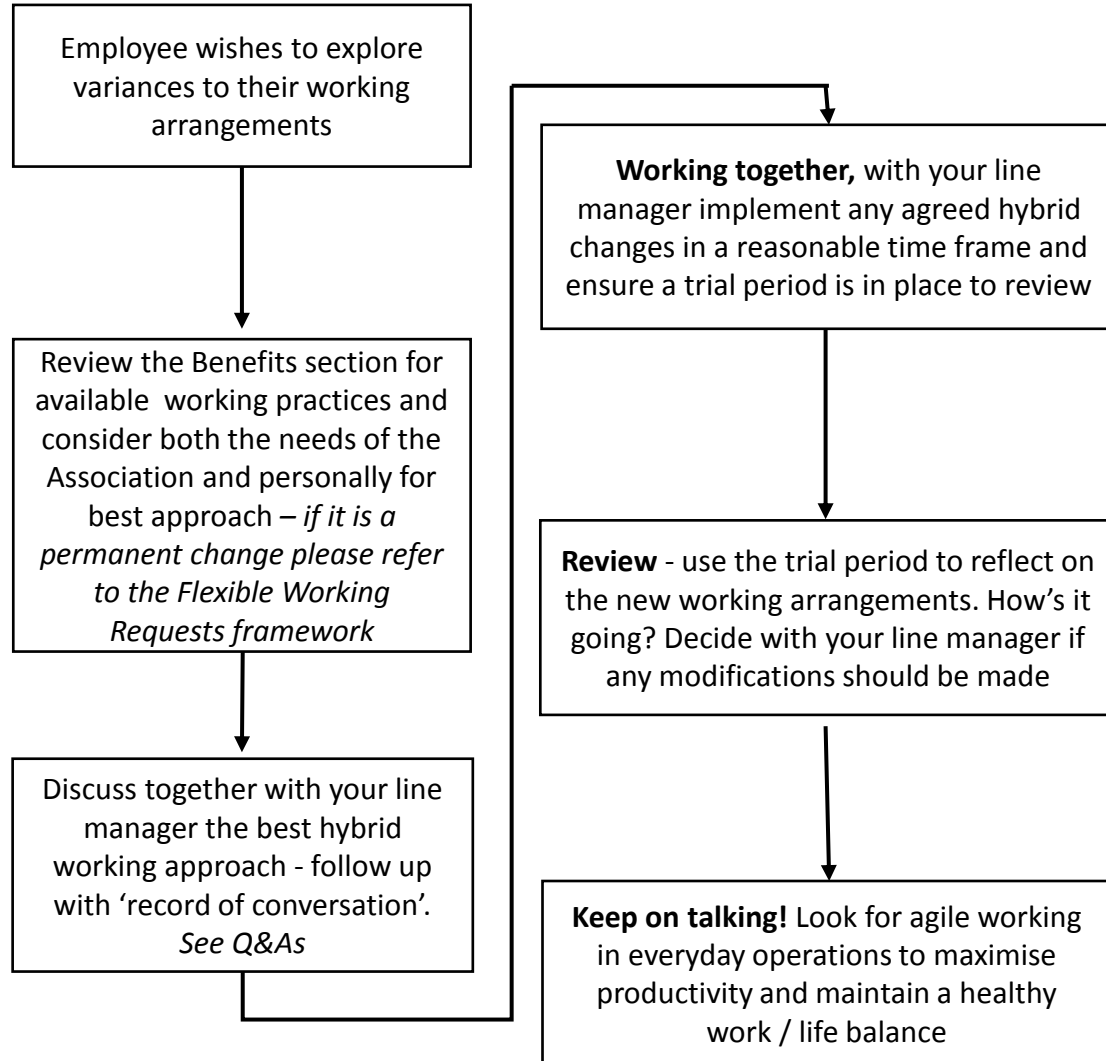 Employee wishes to explore
variances to their working
arrangements
Review the Benefits section for
available  working practices and
consider both the needs of the
Association and personally for
best approach – if it is a
permanent change please refer
to the Flexible Working
Requests framework
Discuss together with your line
manager the best hybrid
working approach - follow up
with ‘record of conversation’.
See Q&As
Working together, with your line
manager implement any agreed hybrid
changes in a reasonable time frame and
ensure a trial period is in place to review
Review - use the trial period to reflect on
the new working arrangements. How’s it
going? Decide with your line manager if
any modifications should be made
Keep on talking! Look for agile working
in everyday operations to maximise
productivity and maintain a healthy
work / life balance